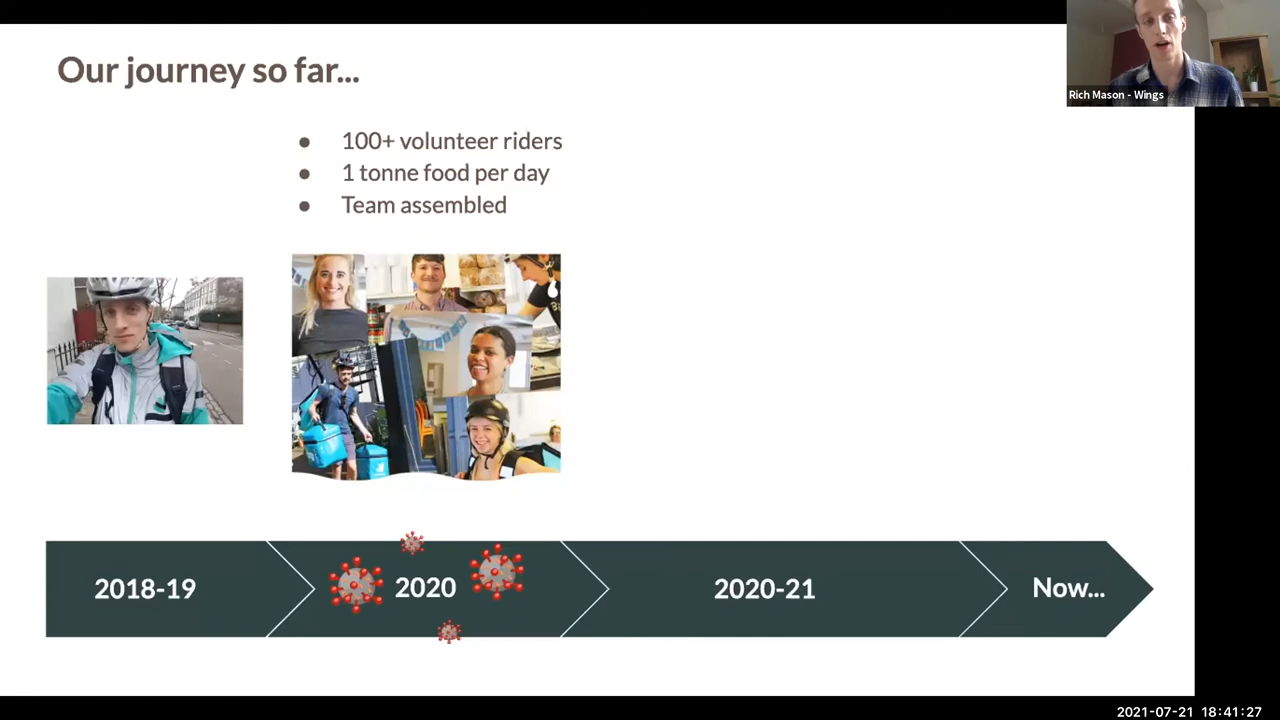 Our journey so far...
Rich Mason - Wings
● 100+ volunteer riders
● 1 tonne food per day
● Team assembled
2018-19
2020
2020-21
Now...
2021-07-21 18:41:27